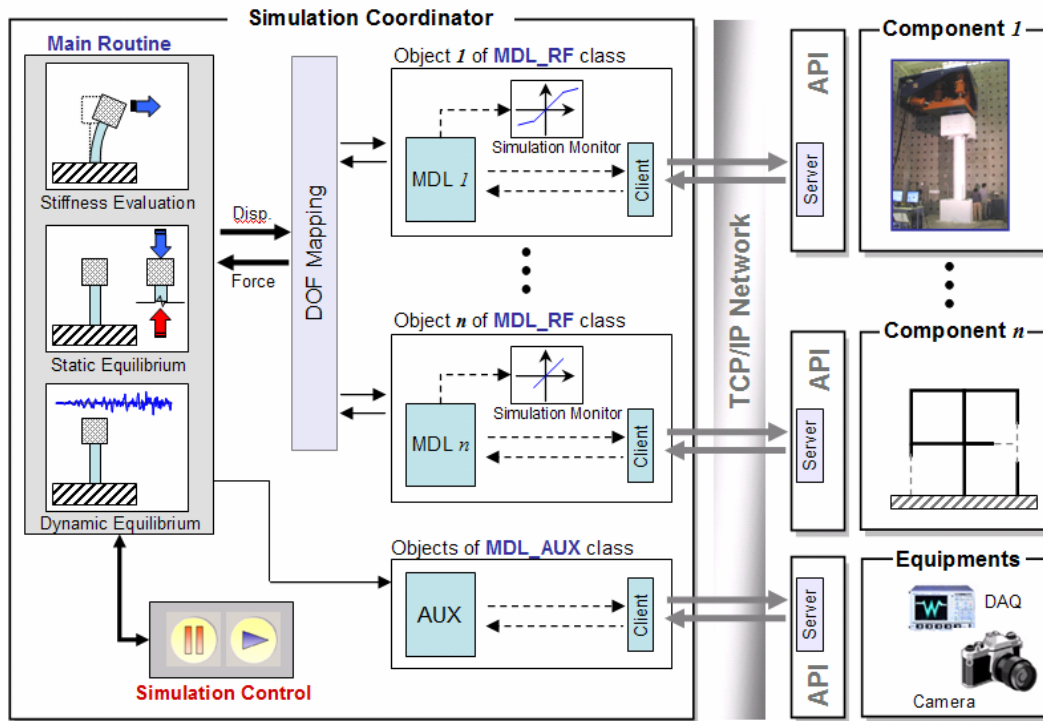 Simulation Coordinator
Main Routine
Stiffness Evaluation
Static Equilibrium
Dynamic Equilibrium
Disp.
Force
DOF Mapping
Simulation Control
Object 1 of MDL_RF class
MDL 1
Simulation Monitor
Client
Object n of MDL_RF class
MDL n
Simulation Monitor
Client
Objects of MDL_AUX class
AUX
Client
TCP/IP Network
API
Server
Component 1
API
Server
Component n
API
Server
Equipments
DAQ
Camera